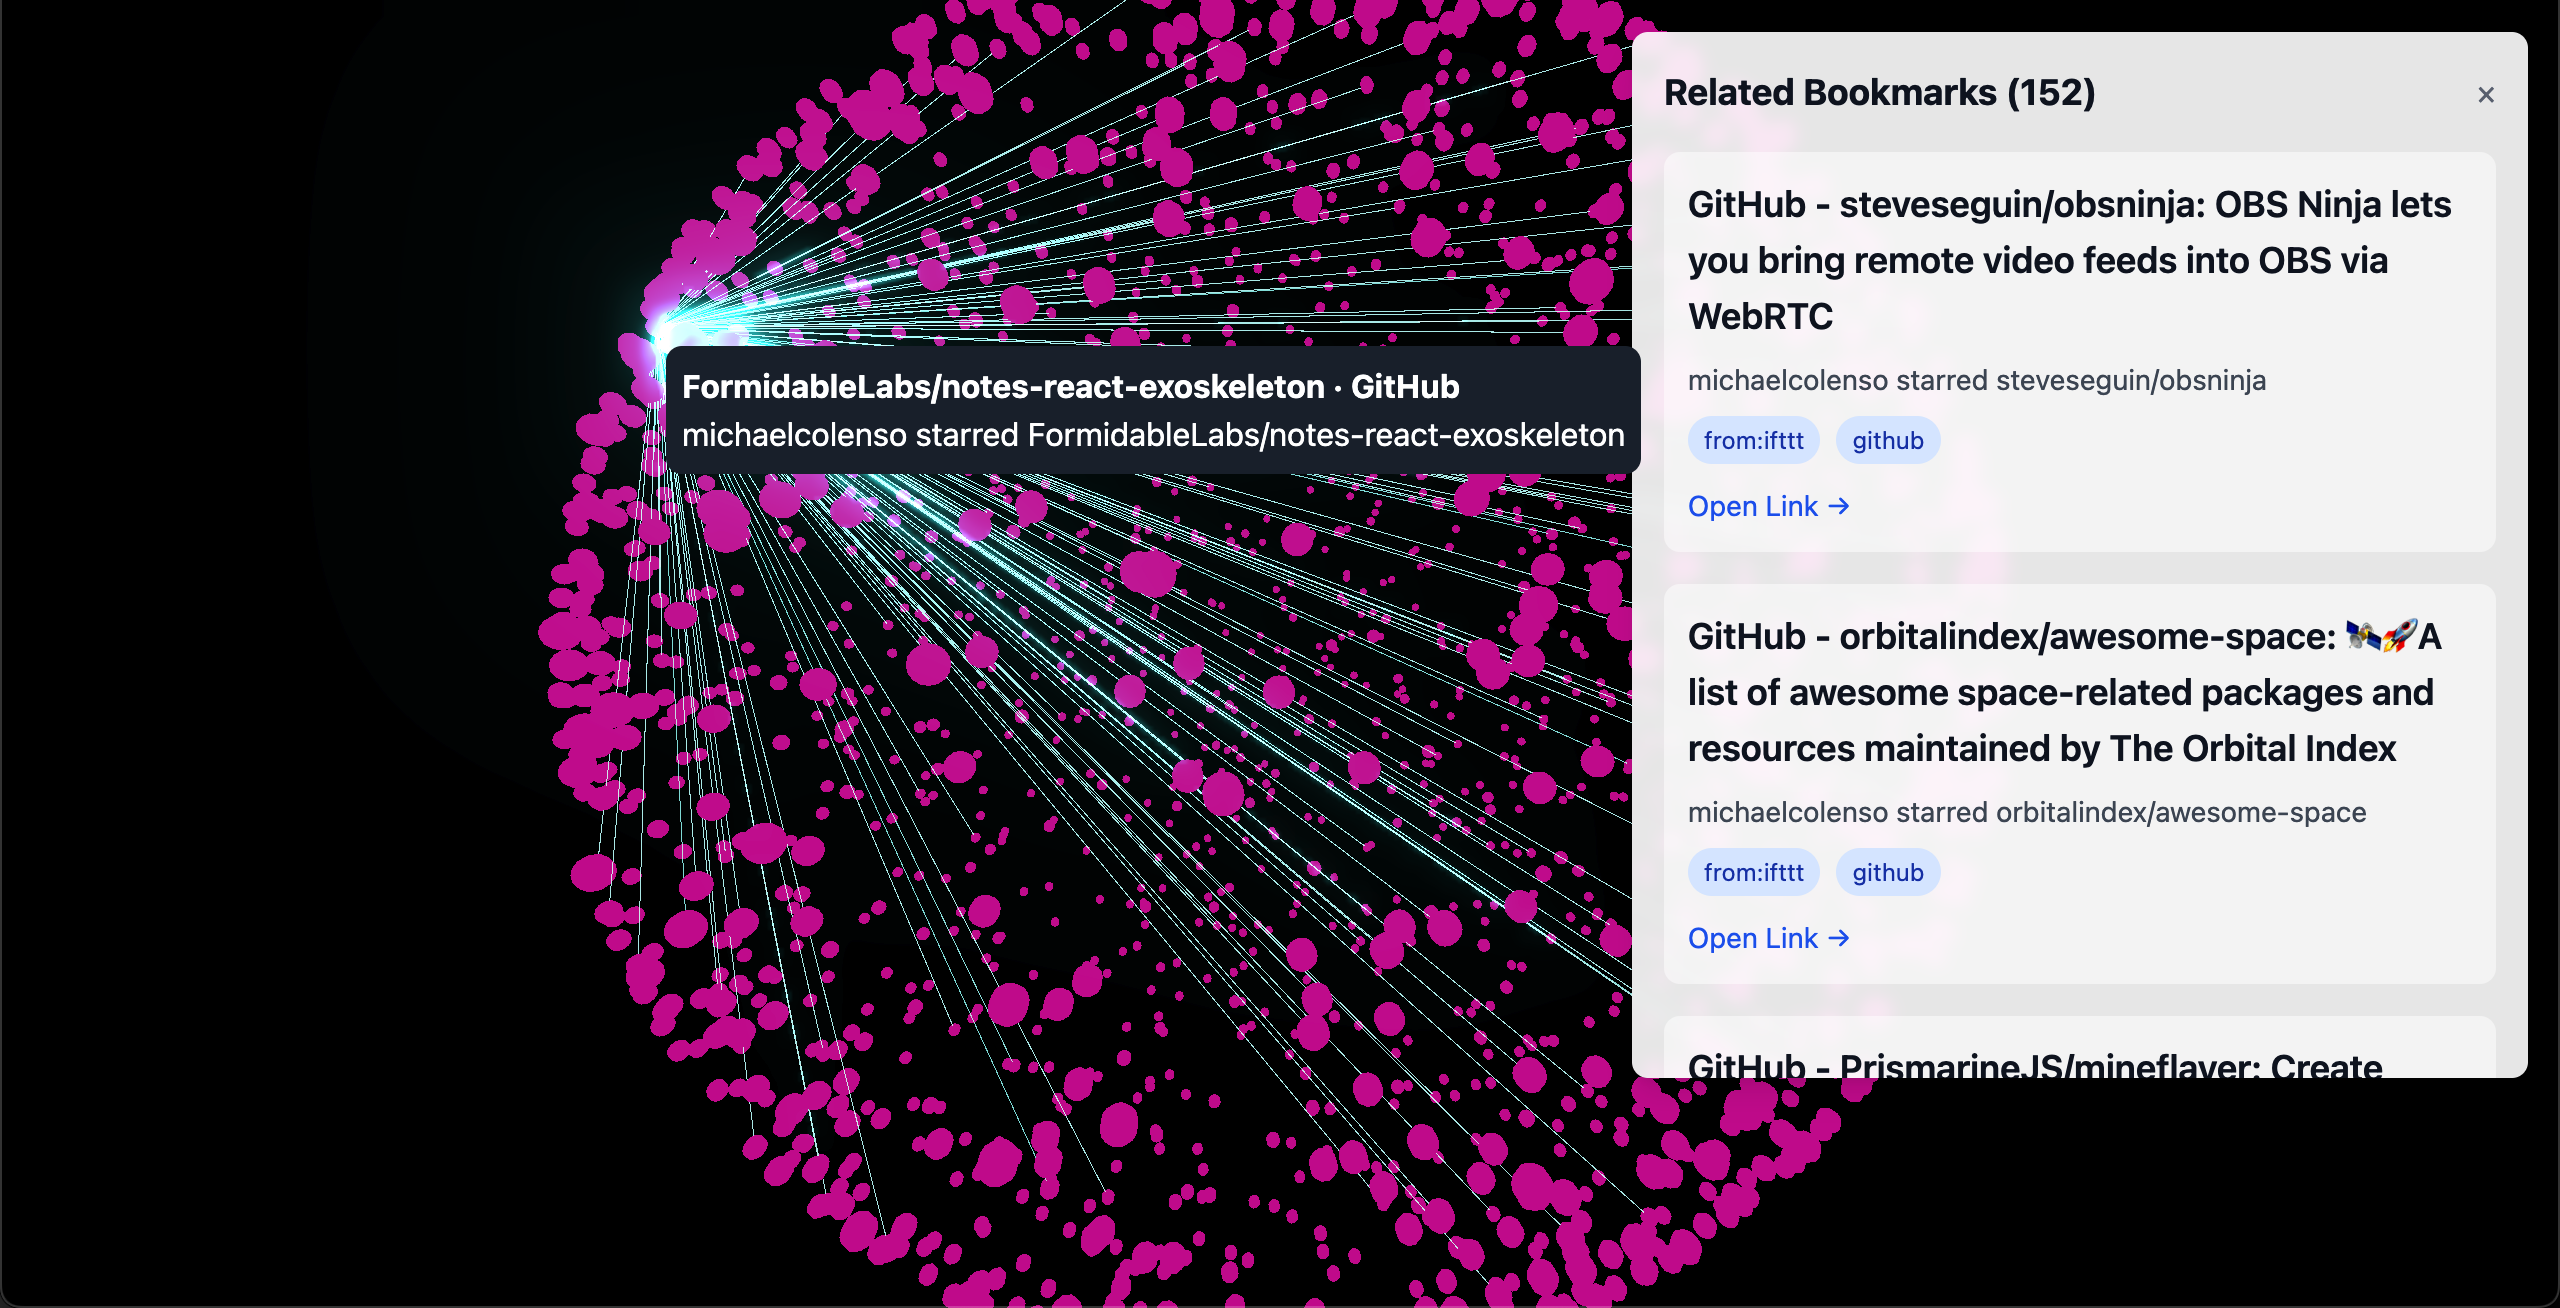 Related Bookmarks (152)
×
GitHub - steveseguin/obsninja: OBS Ninja lets
you bring remote video feeds into OBS via
WebRTC
michaelcolenso starred steveseguin/obsninja
from:ifttt github
Open Link →
FormidableLabs/notes-react-exoskeleton · GitHub
michaelcolenso starred FormidableLabs/notes-react-exoskeleton
GitHub - orbitalindex/awesome-space: 🛰🚀A
list of awesome space-related packages and
resources maintained by The Orbital Index
michaelcolenso starred orbitalindex/awesome-space
from:ifttt github
Open Link →
GitHub - PrismarineJS/mineflayer: Create